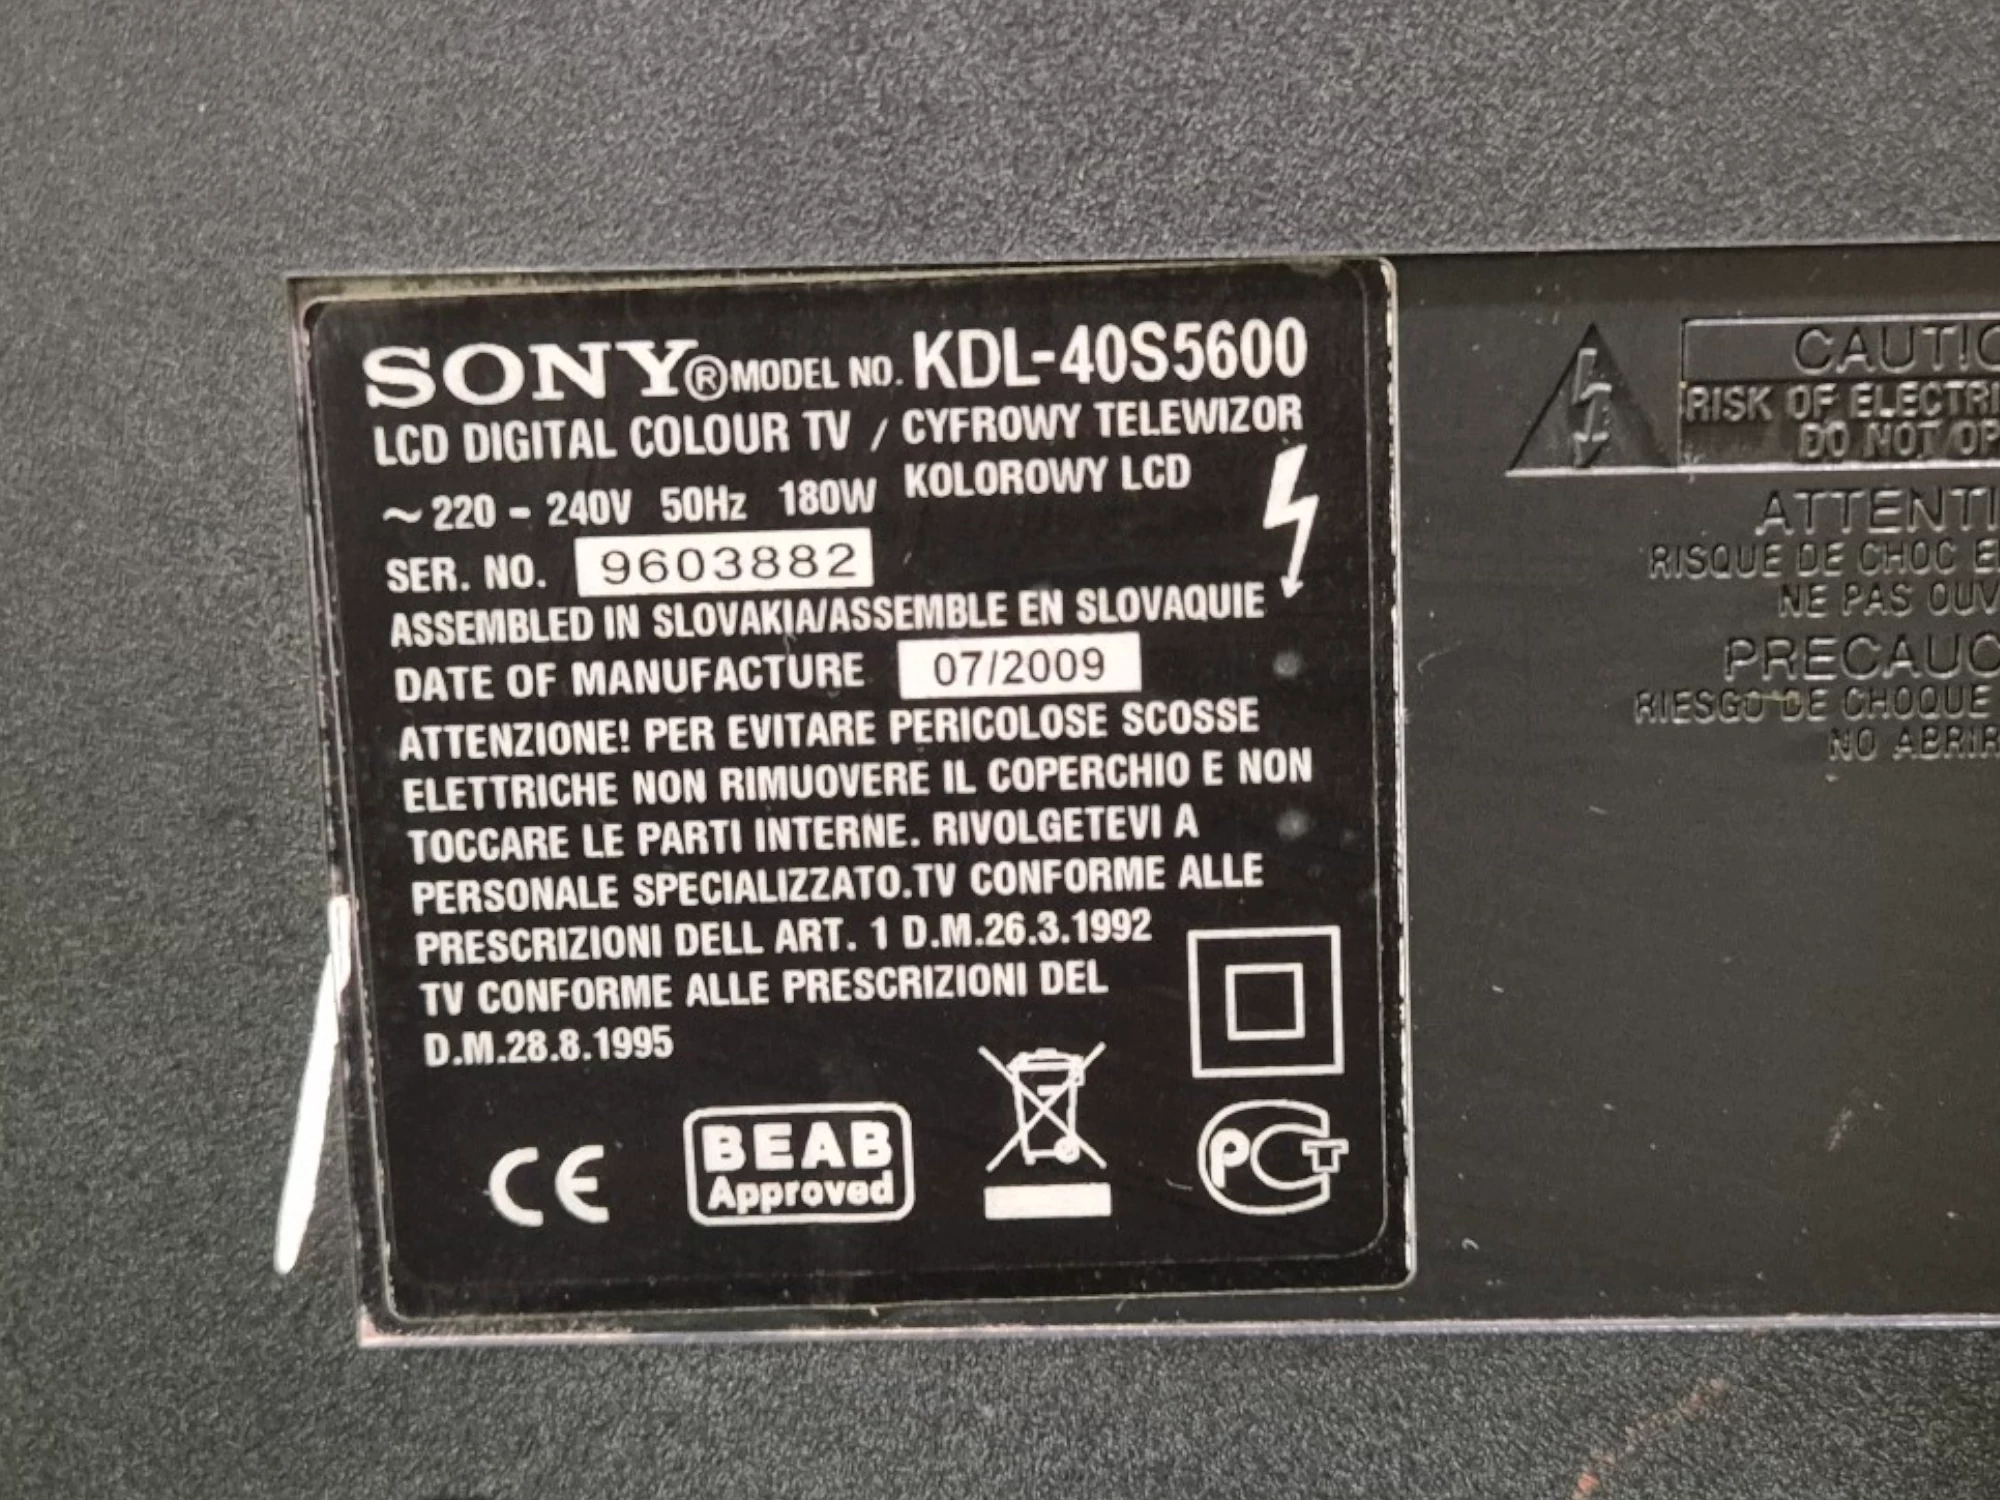 SONY® MODEL NO. KDL-40S5600
LCD DIGITAL COLOUR TV / CYFROWY TELEWIZOR
KOLOROWY LCD
~ 220 - 240V 50Hz 180W
SER. NO. 9603882
ASSEMBLED IN SLOVAKIA/ASSEMBLE EN SLOVAQUIE
DATE OF MANUFACTURE 07/2009
ATTENZIONE! PER EVITARE PERICOLOSE SCOSSE
ELETTRICHE NON RIMUOVERE IL COPERCHIO E NON
TOCCARE LE PARTI INTERNE. RIVOLGETEVI A
PERSONALE SPECIALIZZATO.TV CONFORME ALLE
PRESCRIZIONI DELL ART. 1 D.M.26.3.1992
TV CONFORME ALLE PRESCRIZIONI DEL
D.M.28.8.1995
CE
BEAB
Approved
PCT
CAUTIO
RISK OF ELECTRI
DO NOT OP
ATTENTI
RISQUE DE CHOC E
NE PAS OUV
PRECAUC
RIESGO DE CHOQUE
NO ABRIR